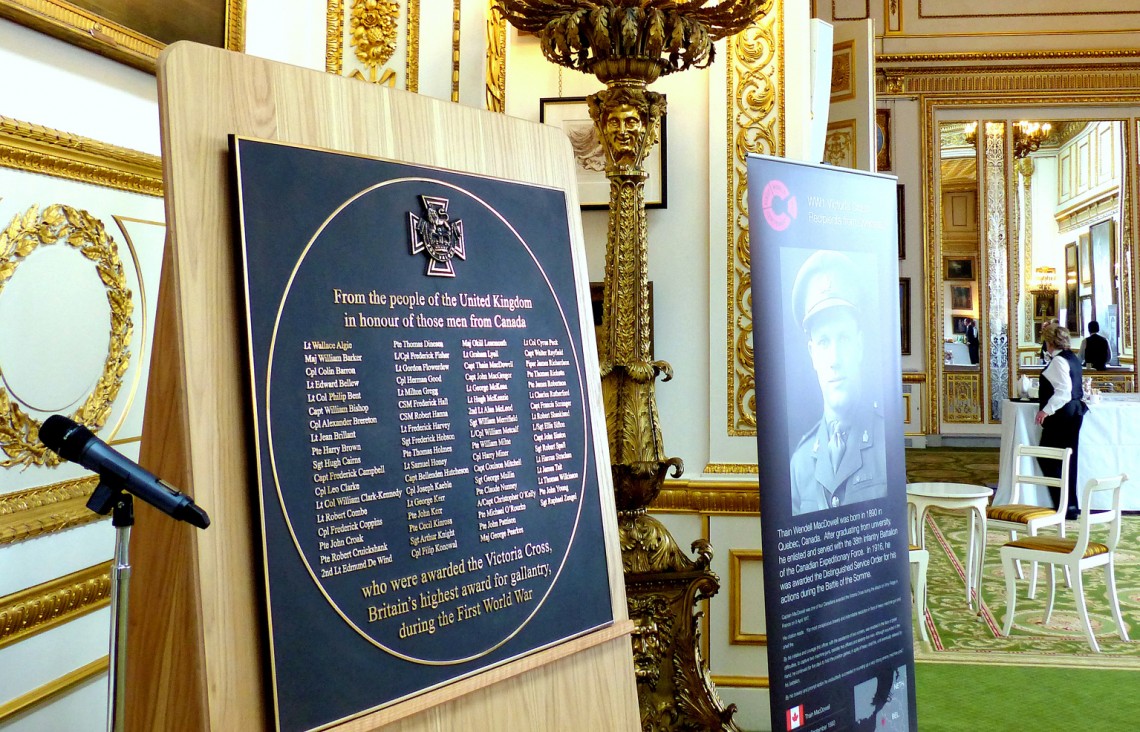 From the people of the United Kingdom
in honour of those men from Canada
Lt Wallace Algie
Maj William Barker
Cpl Colin Barron
Lt Edward Bellew
Lt Col Philip Bent
Capt William Bishop
L/Cpl Alexander Brereton
Lt Jean Brillant
Pte Harry Brown
Sgt Hugh Cairns
Capt Frederick Campbell
Cpl Leo Clarke
Lt Col William Clark-Kennedy
Lt Robert Combe
Cpl Frederick Coppins
Pte John Croak
Pte Robert Cruickshank
2nd Lt Edmund De Wind
Pte Thomas Dinesen
L/Cpl Frederick Fisher
Lt Gordon Flowerdew
Cpl Herman Good
Lt Milton Gregg
CSM Frederick Hall
CSM Robert Hanna
Lt Frederick Harvey
Sgt Frederick Hobson
Pte Thomas Holmes
Lt Samuel Honey
Capt Bellenden Hutcheson
Cpl Joseph Kaeble
Lt George Kerr
Pte John Kerr
Pte Cecil Kinross
Sgt Arthur Knight
Cpl Filip Konowal
Maj Okill Learmonth
Lt Graham Lyall
Capt Thain MacDowell
Capt John MacGregor
Lt George McKean
Lt Hugh McKenzie
2nd Lt Alan McLeod
Sgt William Merrifield
L/Cpl William Metcalf
Pte William Milne
Cpl Harry Miner
Capt Coulson Mitchell
Sgt George Mullin
Pte Claude Nunney
A/Capt Christopher O'Kelly
Pte Michael O'Rourke
Pte John Pattison
Maj George Pearkes
Lt Col Cyrus Peck
Capt Walter Rayfield
Piper James Richardson
Pte Thomas Ricketts
Pte James Robertson
Lt Charles Rutherford
Capt Francis Scrimger
Lt Robert Shankland
L/Sgt Ellis Sifton
Capt John Sinton
Sgt Robert Spall
Lt Harcus Strachan
Lt James Tait
Lt Thomas Wilkinson
Pte John Young
Sgt Raphael Zengel
who were awarded the Victoria Cross,
Britain's highest award for gallantry,
during the First World War
Thain Wendell MacDowell was born in 1890 in
Quebec, Canada. After graduating from university,
he enlisted and served with the 38th Infantry Battalion
of the Canadian Expeditionary Force. In 1916, he
was awarded the Distinguished Service Order for his
actions during the Battle of the Somme.
Thain MacDowell